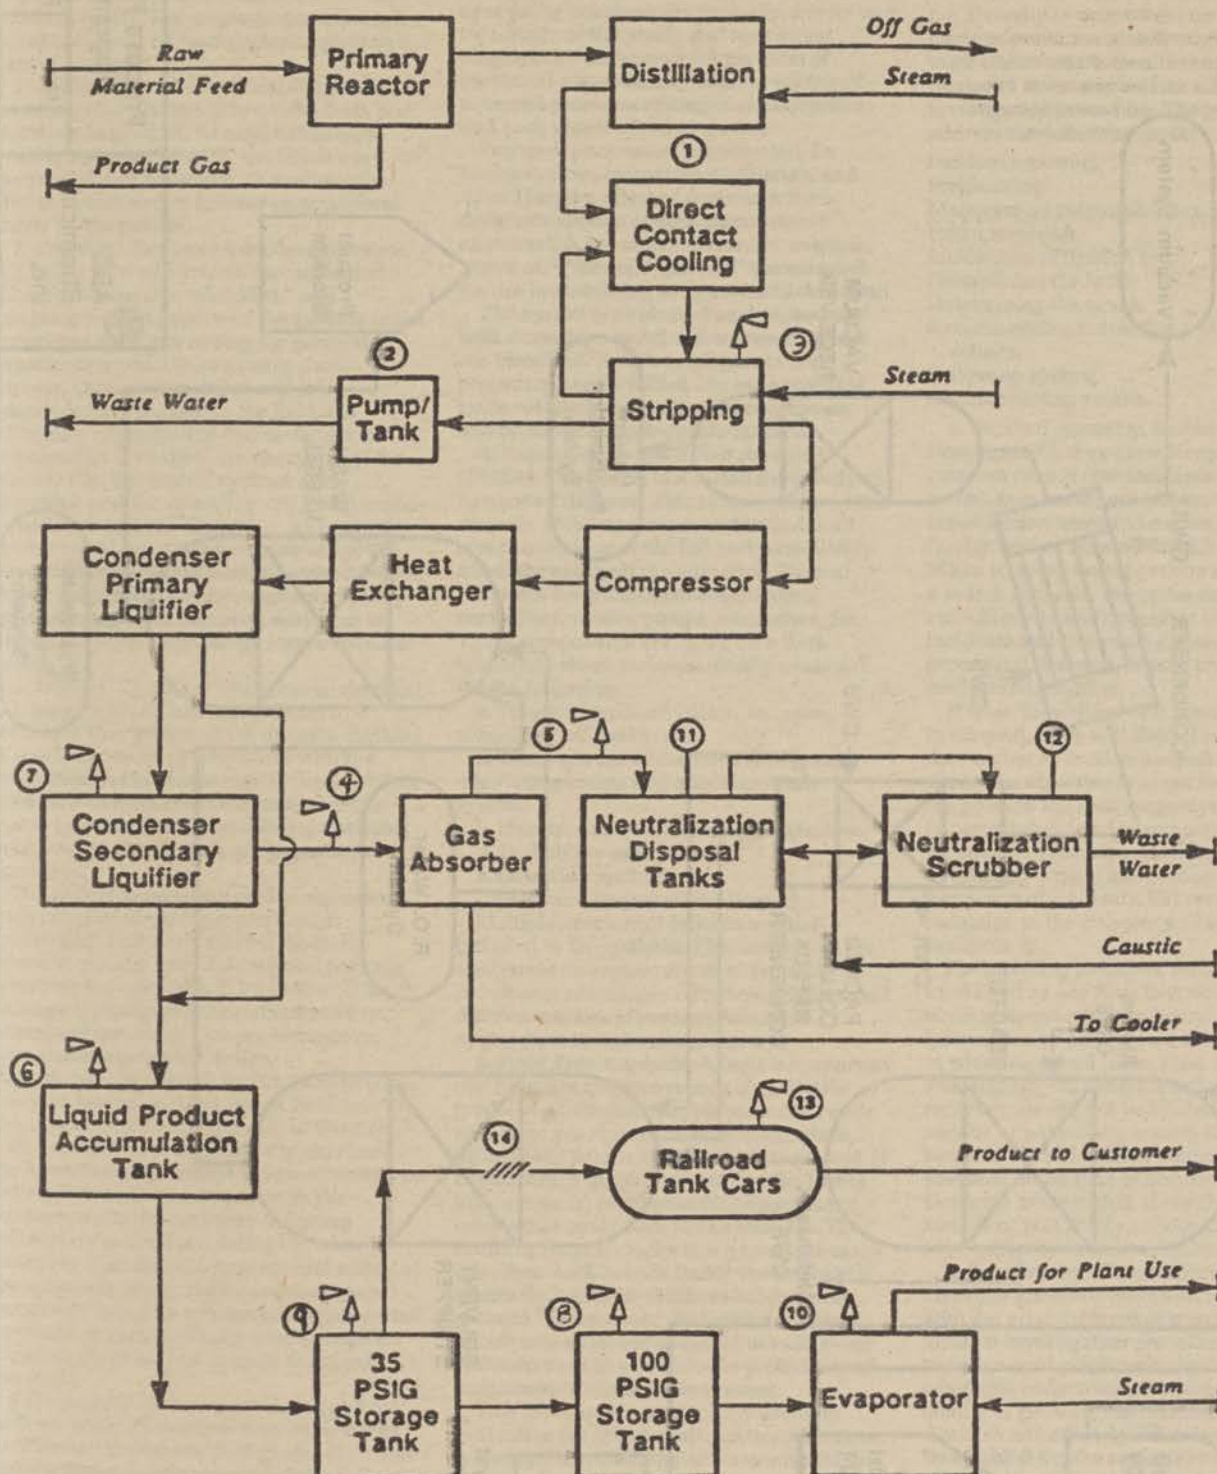 Raw
Material Feed
Primary
Reactor
Distillation
Off Gas
Steam
Product Gas
1
Direct
Contact
Cooling
2
3
Waste Water
Pump/
Tank
Stripping
Steam
Condenser
Primary
Liquifier
Heat
Exchanger
Compressor
7
4
5
11
12
Condenser
Secondary
Liquifier
Gas
Absorber
Neutralization
Disposal
Tanks
Neutralization
Scrubber
Waste
Water
Caustic
To Cooler
6
Liquid Product
Accumulation
Tank
14
13
Railroad
Tank Cars
Product to Customer
Product for Plant Use
9
8
10
35
PSIG
Storage
Tank
100
PSIG
Storage
Tank
Evaporator
Steam